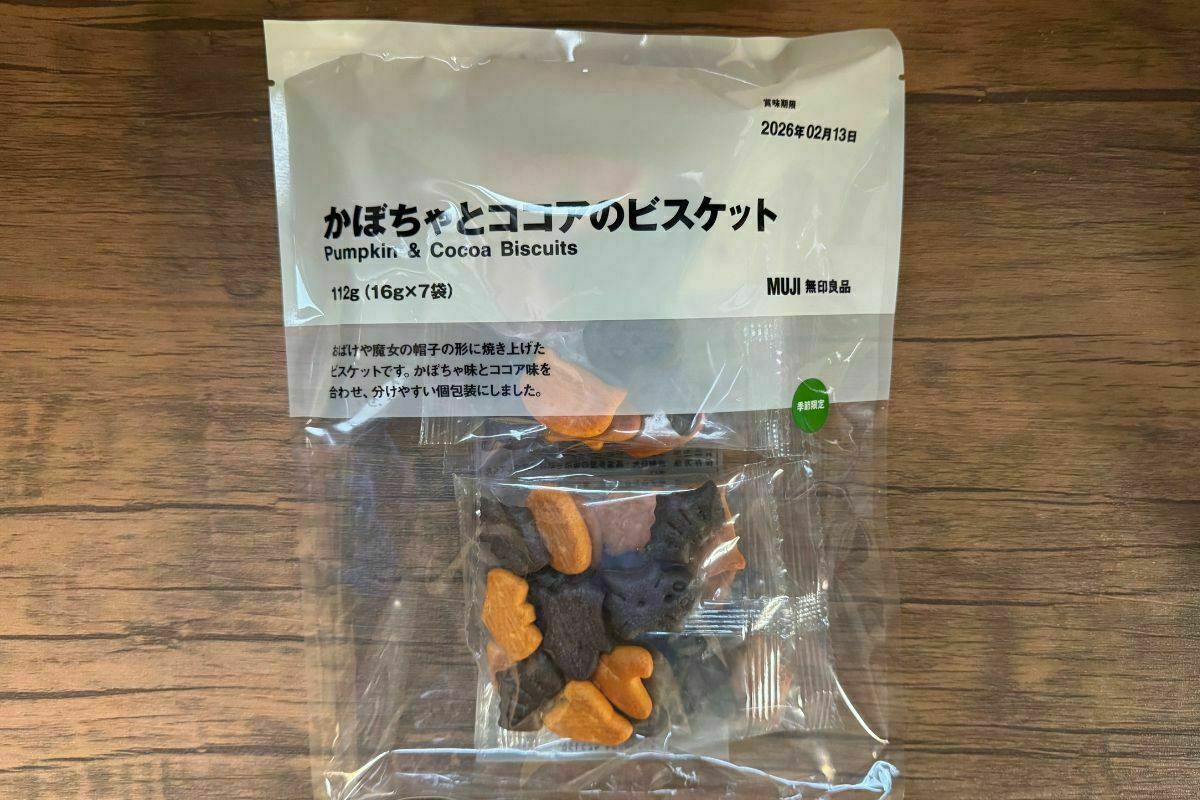 賞味期限
2026年02月13日
かぼちゃとココアのビスケット
Pumpkin & Cocoa Biscuits
112g (16g×7袋)
MUJI 無印良品
おばけや魔女の帽子の形に焼き上げた
ビスケットです。かぼちゃ味とココア味を
合わせ、分けやすい個包装にしました。
季節限定